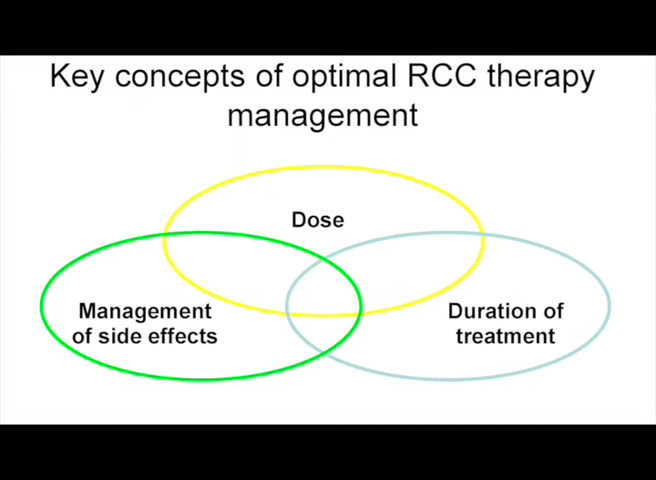 Key concepts of optimal RCC therapy
management
Dose
Management
of side effects
Duration of
treatment